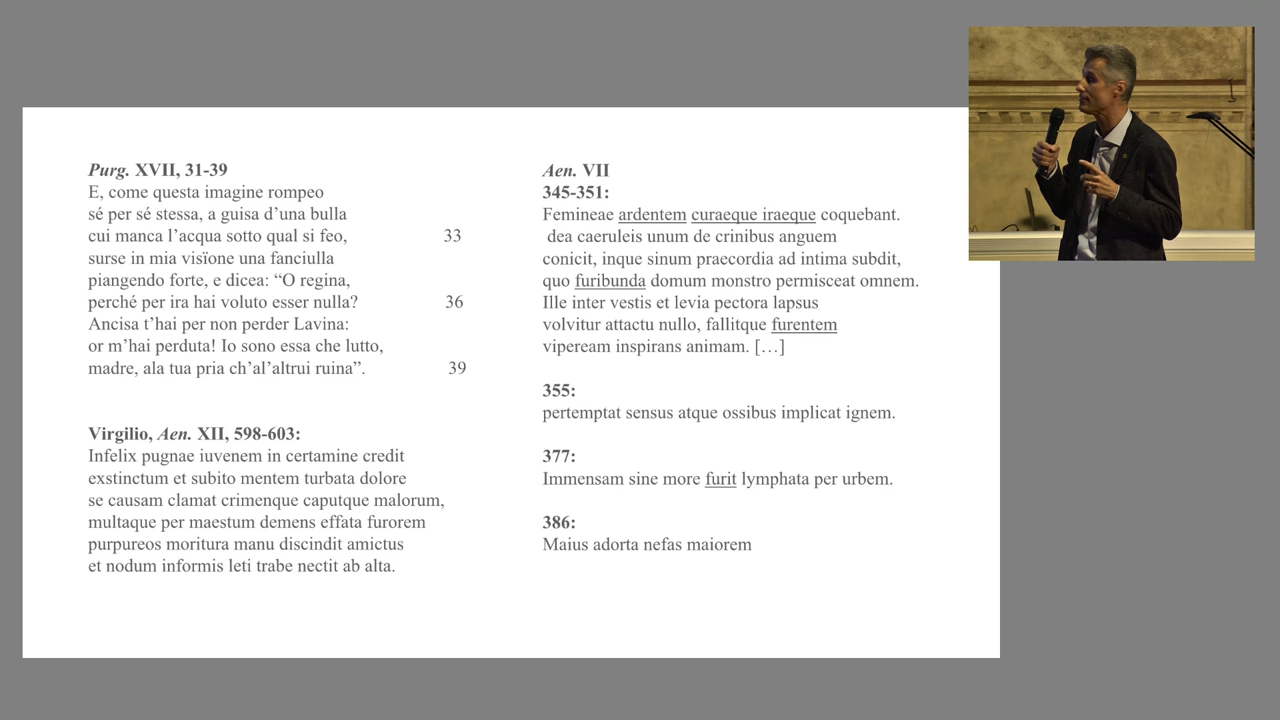 Purg. XVII, 31-39
E, come questa imagine rompeo
sé per sé stessa, a guisa d’una bulla
cui manca l’acqua sotto qual si feo, 33
surse in mia visïone una fanciulla
piangendo forte, e dicea: “O regina,
perché per ira hai voluto esser nulla? 36
Ancisa t’hai per non perder Lavina:
or m’hai perduta! Io sono essa che lutto,
madre, ala tua pria ch’al’altrui ruina”. 39
Virgilio, Aen. XII, 598-603:
Infelix pugnae iuvenem in certamine credit
exstinctum et subito mentem turbata dolore
se causam clamat crimenque caputque malorum,
multaque per maestum demens effata furorem
purpureos moritura manu discindit amictus
et nodum informis leti trabe nectit ab alta.
Aen. VII
345-351:
Femineae ardentem curaeque iraeque coquebant.
dea caeruleis unum de crinibus anguem
conicit, inque sinum praecordia ad intima subdit,
quo furibunda domum monstro permisceat omnem.
Ille inter vestis et levia pectora lapsus
volvitur attactu nullo, fallitque furentem
vipeream inspirans animam. […]
355:
pertemptat sensus atque ossibus implicat ignem.
377:
Immensam sine more furit lymphata per urbem.
386:
Maius adorta nefas maiorem